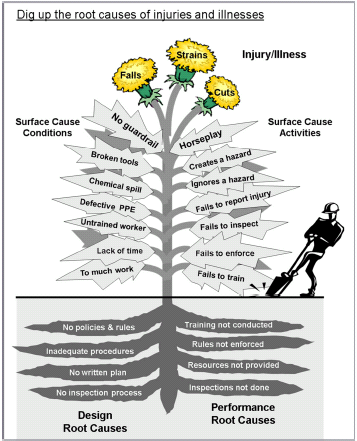 Dig up the root causes of injuries and illnesses
Strains
Falls
Cuts
Injury/Illness
Surface Cause
Conditions
Surface Cause
Activities
No guardrail
Horseplay
Broken tools
Creates a hazard
Chemical spill
Ignores a hazard
Defective PPE
Fails to report injury
Untrained worker
Fails to inspect
Lack of time
Fails to enforce
To much work
Fails to train
No policies & rules
Training not conducted
Inadequate procedures
Rules not enforced
No written plan
Resources not provided
No inspection process
Inspections not done
Design
Root Causes
Performance
Root Causes